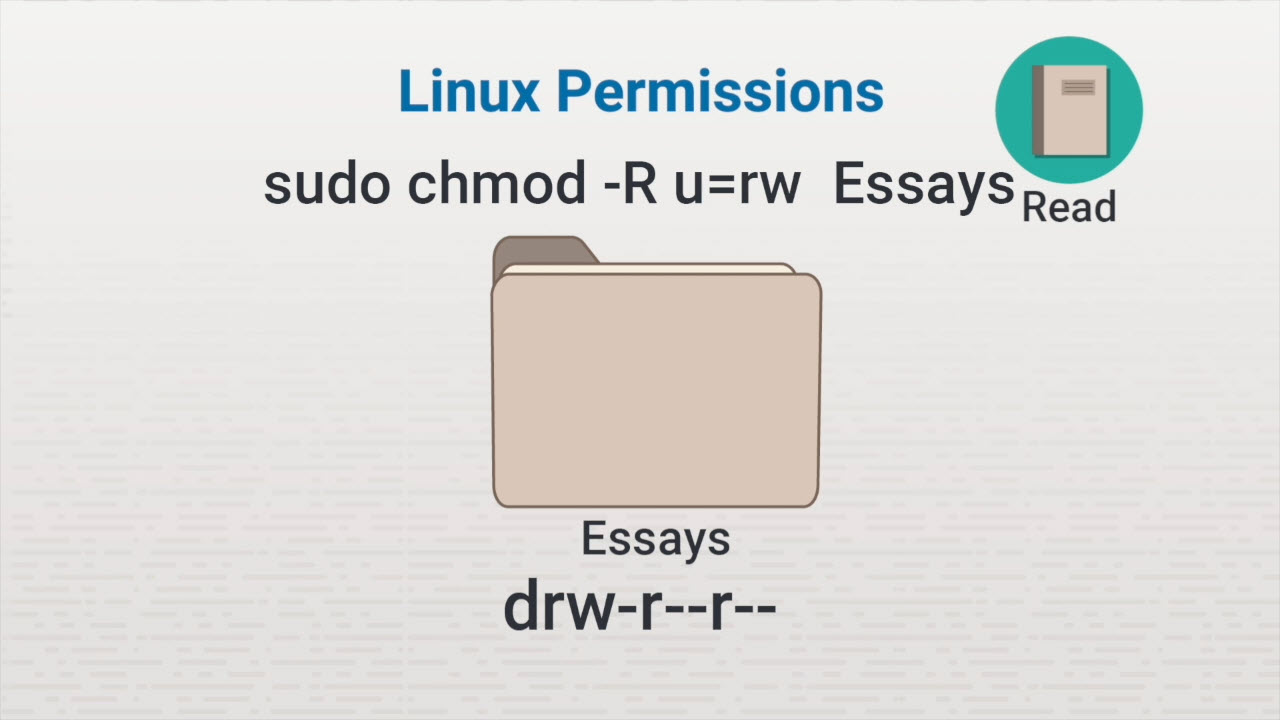 Linux Permissions
sudo chmod -R u=rw  Essays
Read
Essays
drw-r--r--